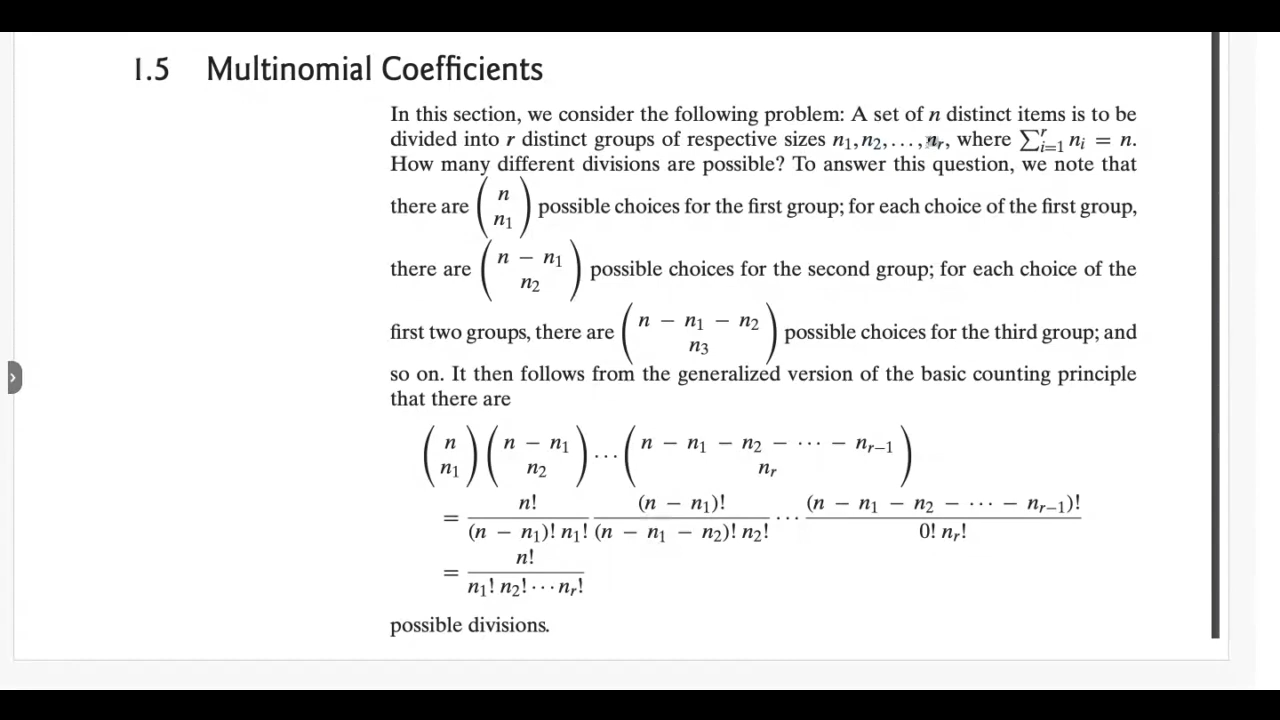 1.5 Multinomial Coefficients
In this section, we consider the following problem: A set of n distinct items is to be
divided into r distinct groups of respective sizes n₁, n₂, . . . , nᵣ, where ∑ʳᵢ₌₁ nᵢ = n.
How many different divisions are possible? To answer this question, we note that
there are (n / n₁) possible choices for the first group; for each choice of the first group,
there are (n − n₁ / n₂) possible choices for the second group; for each choice of the
first two groups, there are (n − n₁ − n₂ / n₃) possible choices for the third group; and
so on. It then follows from the generalized version of the basic counting principle
that there are
(n / n₁) (n − n₁ / n₂) ··· (n − n₁ − n₂ − ··· − nᵣ₋₁ / nᵣ)
= n! / (n − n₁)! n₁! (n − n₁)! / (n − n₁ − n₂)! n₂! ··· (n − n₁ − n₂ − ··· − nᵣ₋₁)! / 0! nᵣ!
= n! / n₁! n₂! ··· nᵣ!
possible divisions.